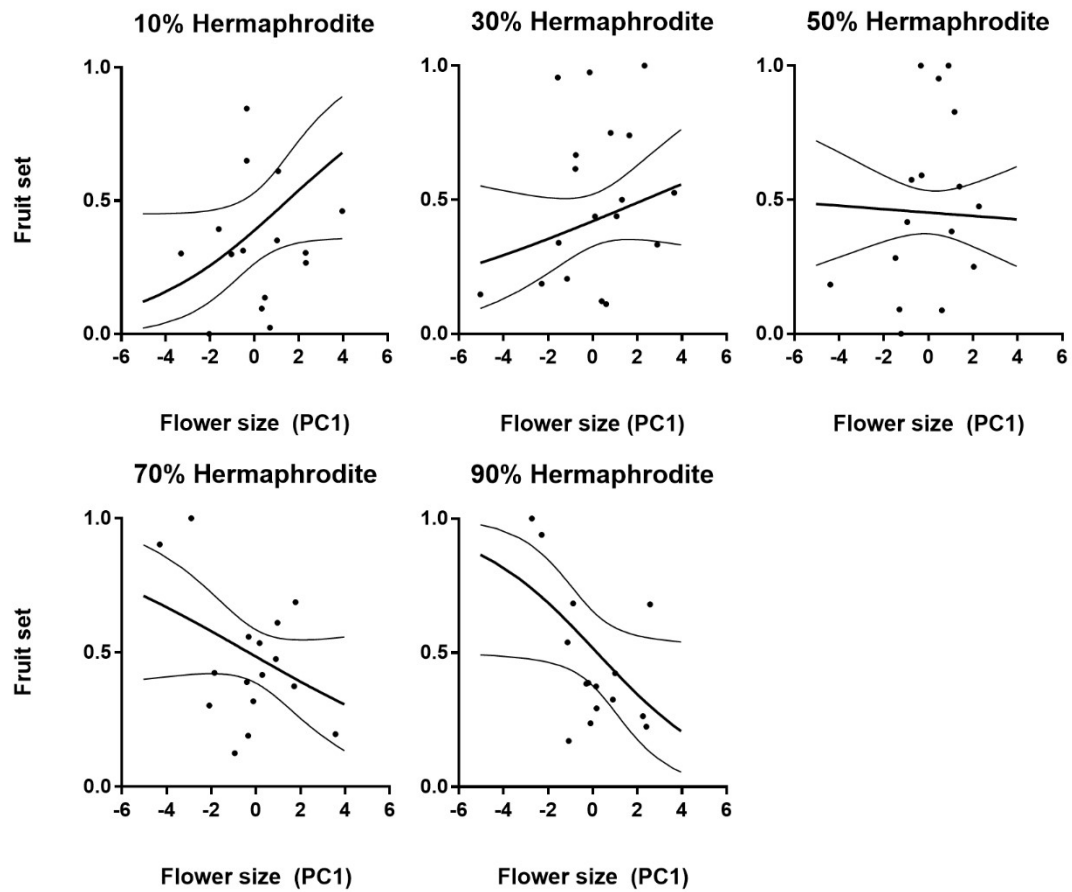 10% Hermaphrodite
30% Hermaphrodite
50% Hermaphrodite
Fruit set
1.0
0.5
0.0
-6 -4 -2 0 2 4 6
1.0
0.5
0.0
-6 -4 -2 0 2 4 6
1.0
0.5
0.0
-6 -4 -2 0 2 4 6
Flower size (PC1)
Flower size (PC1)
Flower size (PC1)
70% Hermaphrodite
90% Hermaphrodite
Fruit set
1.0
0.5
0.0
-6 -4 -2 0 2 4 6
1.0
0.5
0.0
-6 -4 -2 0 2 4 6
Flower size (PC1)
Flower size (PC1)